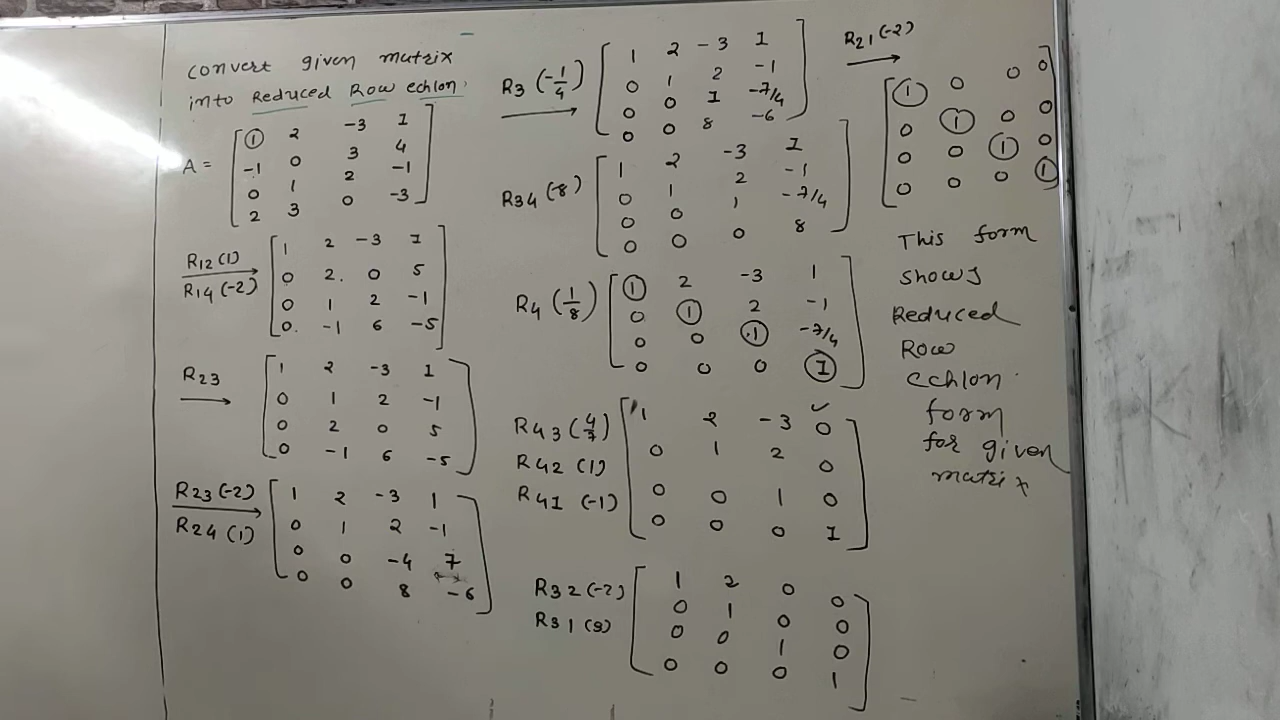 convert given matrix
into Reduced Row echlon.
A = [ 1 2 -3 1
-1 0 3 4
0 1 2 -1
2 3 0 -3 ]
R12 (1)
R14 (-2)
[ 1 2 -3 1
0 2. 0 5
0 1 2 -1
0. -1 6 -5 ]
R23
[ 1 2 -3 1
0 1 2 -1
0 2 0 5
0 -1 6 -5 ]
R23 (-2)
R24 (1)
[ 1 2 -3 1
0 1 2 -1
0 0 -4 7
0 0 8 -6 ]
R3 (-1/4)
[ 1 2 -3 1
0 1 2 -1
0 0 1 -7/4
0 0 8 -6 ]
R34 (-8)
[ 1 2 -3 1
0 1 2 -1
0 0 1 -7/4
0 0 0 8 ]
R4 (1/8)
[ 1 2 -3 1
0 1 2 -1
0 0 1 -7/4
0 0 0 1 ]
R43 (4/7)
R42 (1)
R41 (-1)
[ 1 2 -3 0
0 1 2 0
0 0 1 0
0 0 0 1 ]
R32 (-2)
R31 (3)
[ 1 2 0 0
0 1 0 0
0 0 1 0
0 0 0 1 ]
R21 (-2)
[ 1 0 0 0
0 1 0 0
0 0 1 0
0 0 0 1 ]
This form
shows
Reduced
Row
echlon
form
for given
matrix